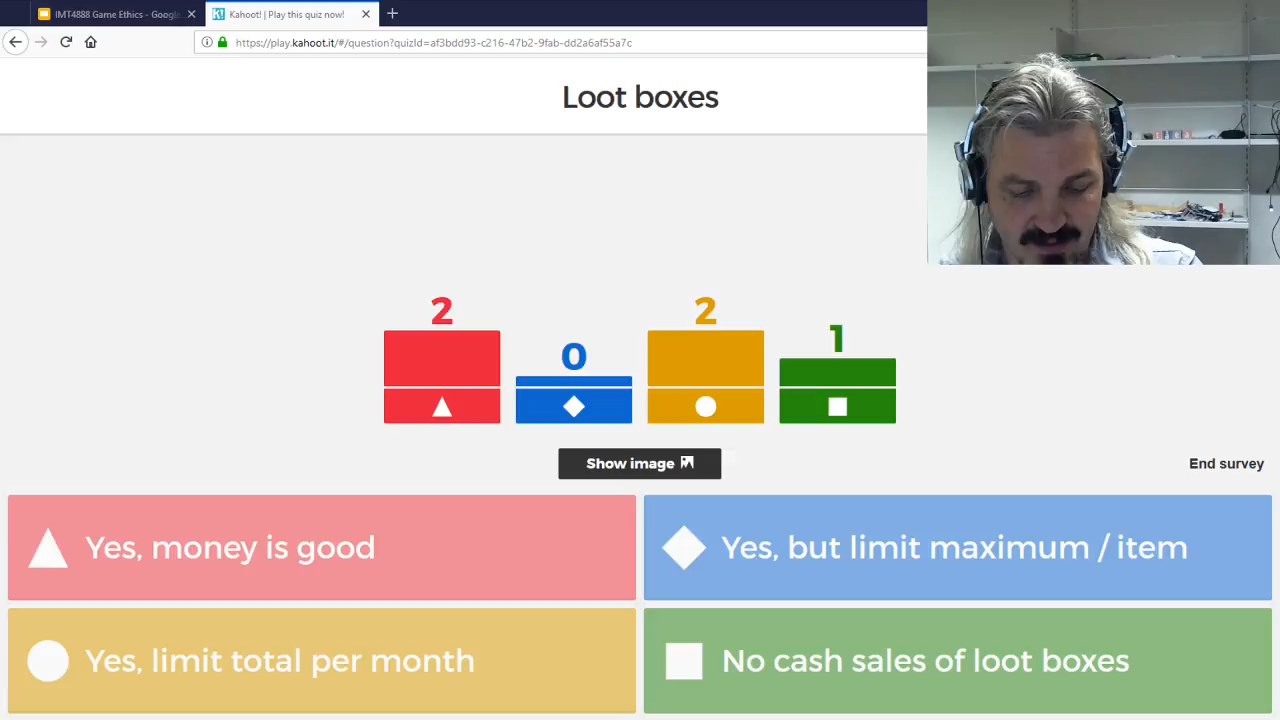 IMT4888 Game Ethics - Google
Kahoot! | Play this quiz now!
https://play.kahoot.it/#/question?quizId=af3bdd93-c216-47b2-9fab-dd2a6af55a7c
Loot boxes
2
0
2
1
Show image
End survey
Yes, money is good
Yes, but limit maximum / item
Yes, limit total per month
No cash sales of loot boxes